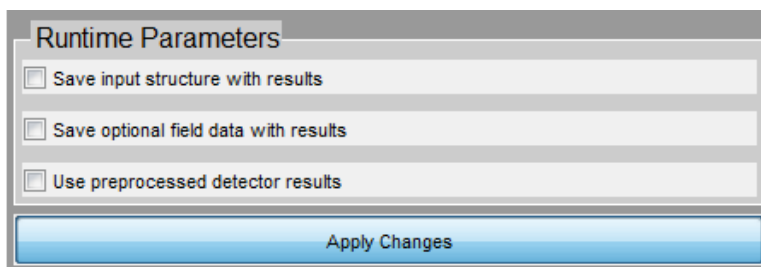 Runtime Parameters
Save input structure with results
Save optional field data with results
Use preprocessed detector results
Apply Changes